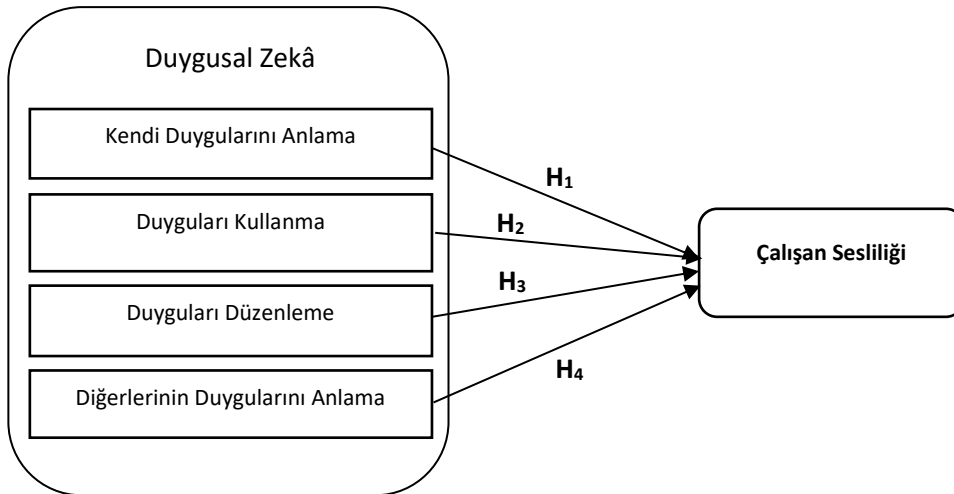 Duygusal Zekâ
Kendi Duygularını Anlama
Duyguları Kullanma
Duyguları Düzenleme
Diğerlerinin Duygularını Anlama
H₁
H₂
H₃
H₄
Çalışan Sesliliği